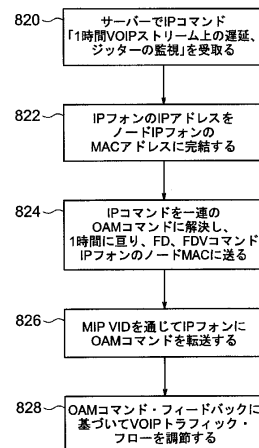 820
サーバーでIPコマンド
「1時間VOIPストリーム上の遅延、
ジッターの監視」を受取る
822
IPフォンのIPアドレスを
ノードIPフォンの
MACアドレスに完結する
824
IPコマンドを一連の
OAMコマンドに解決し、
1時間に亘り、FD、FDVコマンド
IPフォンのノードMACに送る
826
MIP VIDを通じてIPフォンに
OAMコマンドを転送する
828
OAMコマンド・フィードバックに
基づいてVOIPトラフィック・
フローを調節する